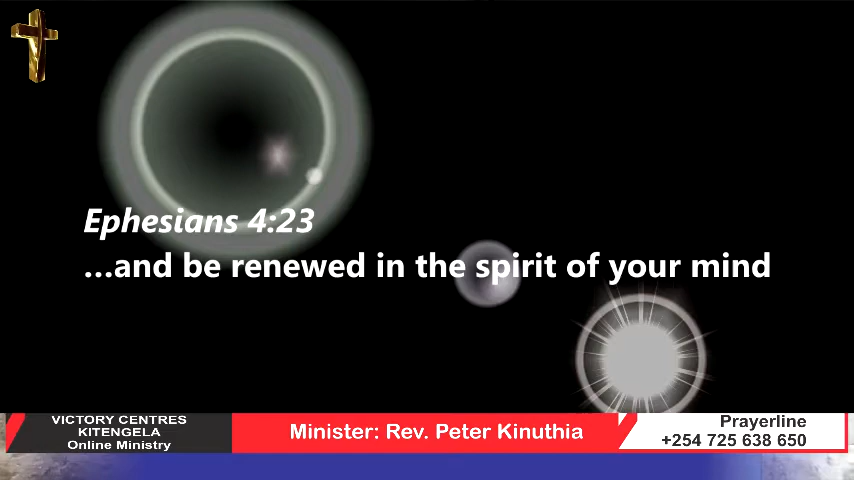 Ephesians 4:23
...and be renewed in the spirit of your mind
VICTORY CENTRES
KITENGELA
Online Ministry
Minister: Rev. Peter Kinuthia
Prayerline
+254 725 638 650